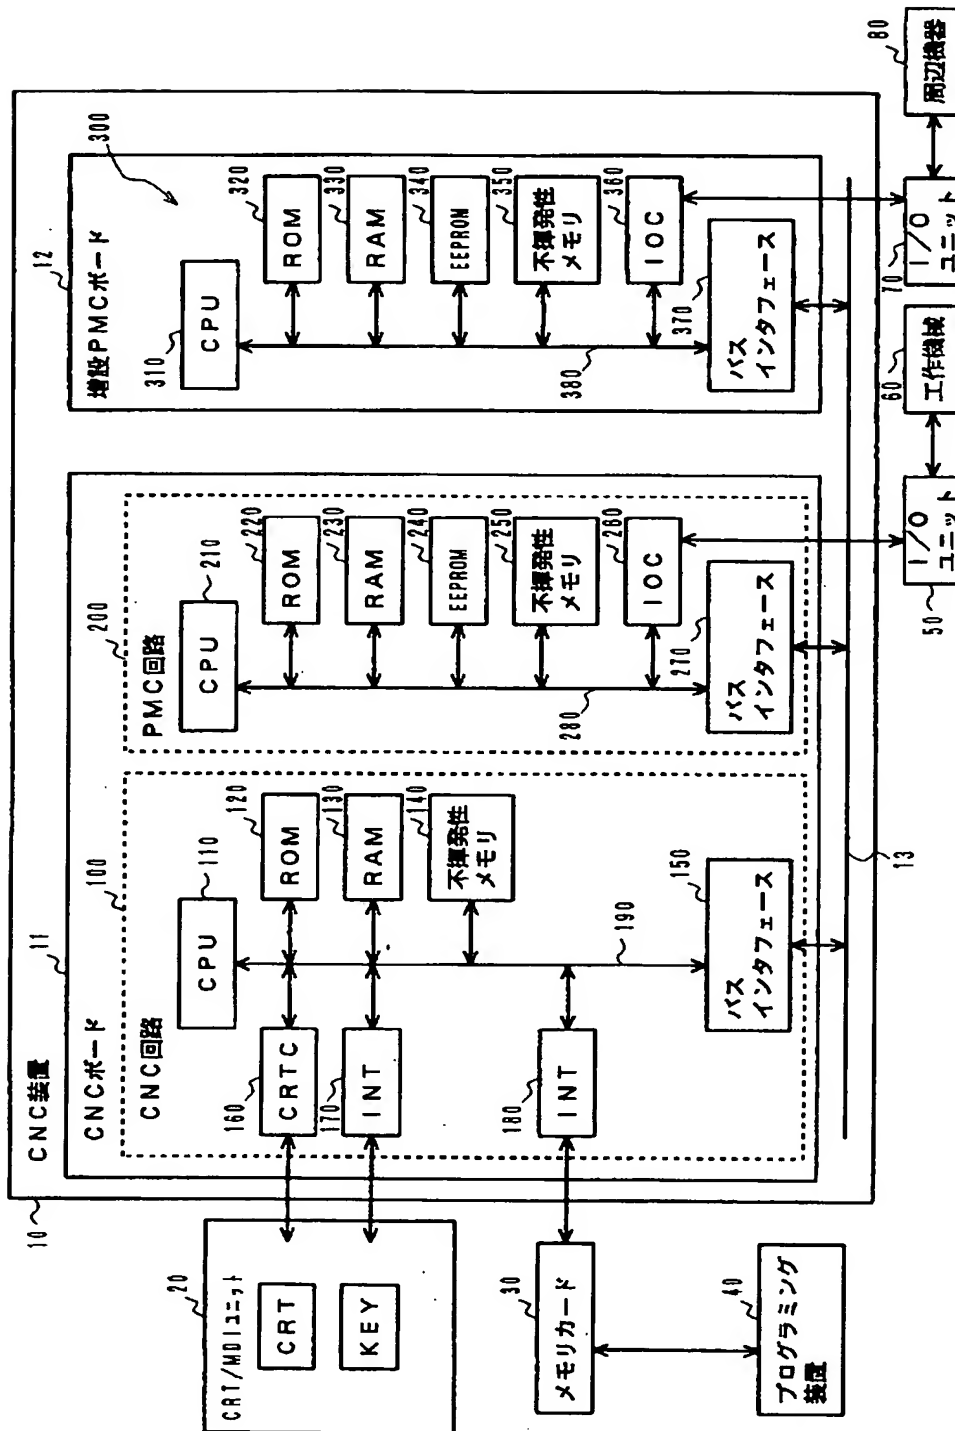 10
CNC装置
11
CNCボード
100
CNC回路
110
CPU
160
CRTC
120
ROM
170
INT
130
RAM
140
不揮発性
メモリ
180
INT
190
150
バス
インタフェース
200
PMC回路
210
CPU
220
ROM
230
RAM
240
EEPROM
250
不揮発性
メモリ
260
IOC
280
270
バス
インタフェース
12
増設PMCボード
300
310
CPU
320
ROM
330
RAM
340
EEPROM
350
不揮発性
メモリ
360
IOC
380
370
バス
インタフェース
13
20
CRT/MDIユニット
CRT
KEY
30
メモリカード
40
プログラミング
装置
50
I/O
ユニット
60
工作機械
70
I/O
ユニット
80
周辺機器